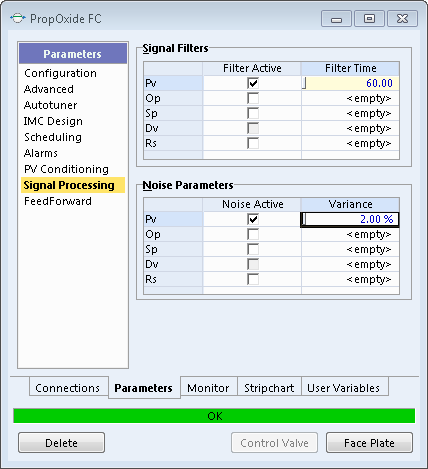 PropOxide FC
Parameters
Configuration
Advanced
Autotuner
IMC Design
Scheduling
Alarms
PV Conditioning
Signal Processing
FeedForward
Signal Filters
Filter Active Filter Time
Pv 60.00
Op <empty>
Sp <empty>
Dv <empty>
Rs <empty>
Noise Parameters
Noise Active Variance
Pv 2.00 %
Op <empty>
Sp <empty>
Dv <empty>
Rs <empty>
Connections Parameters Monitor Stripchart User Variables
OK
Delete Control Valve Face Plate